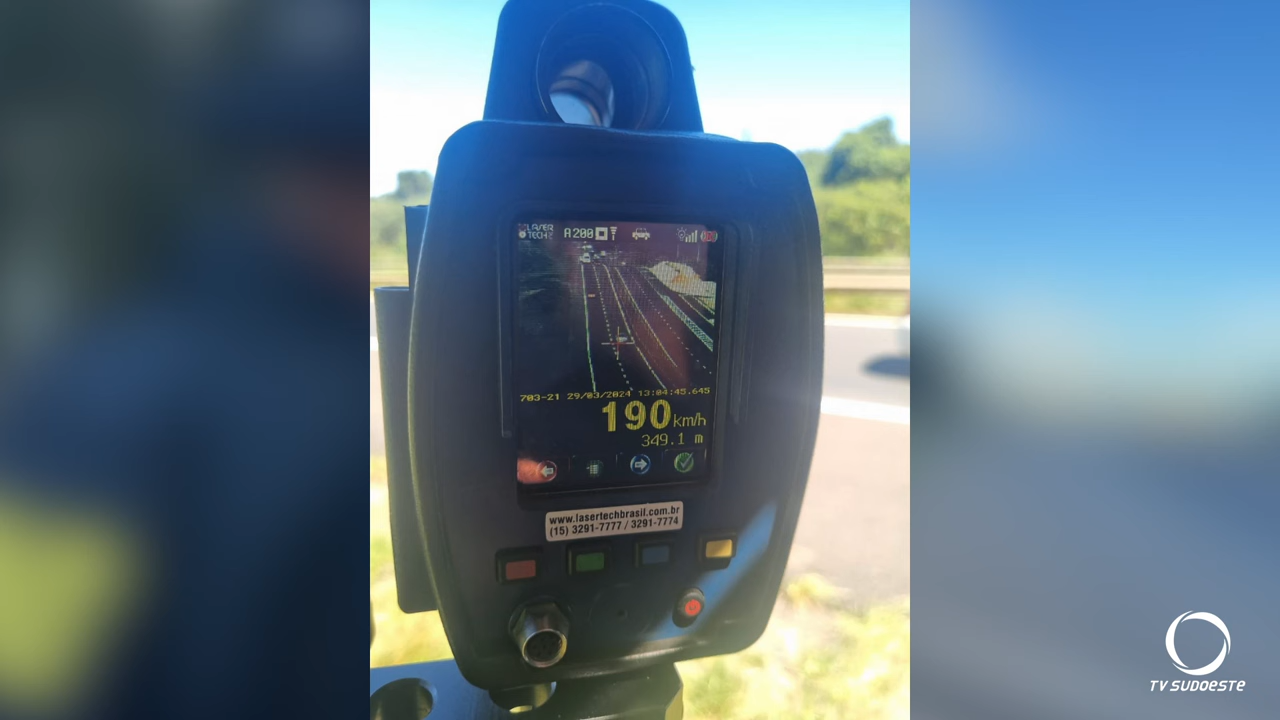 LASER
TECH
A 200
703-21 29/03/2024 13:04:45.645
190 km/h
349.1 m
www.lasertechbrasil.com.br
(15) 3291-7777 / 3291-7774
TV SUDOESTE